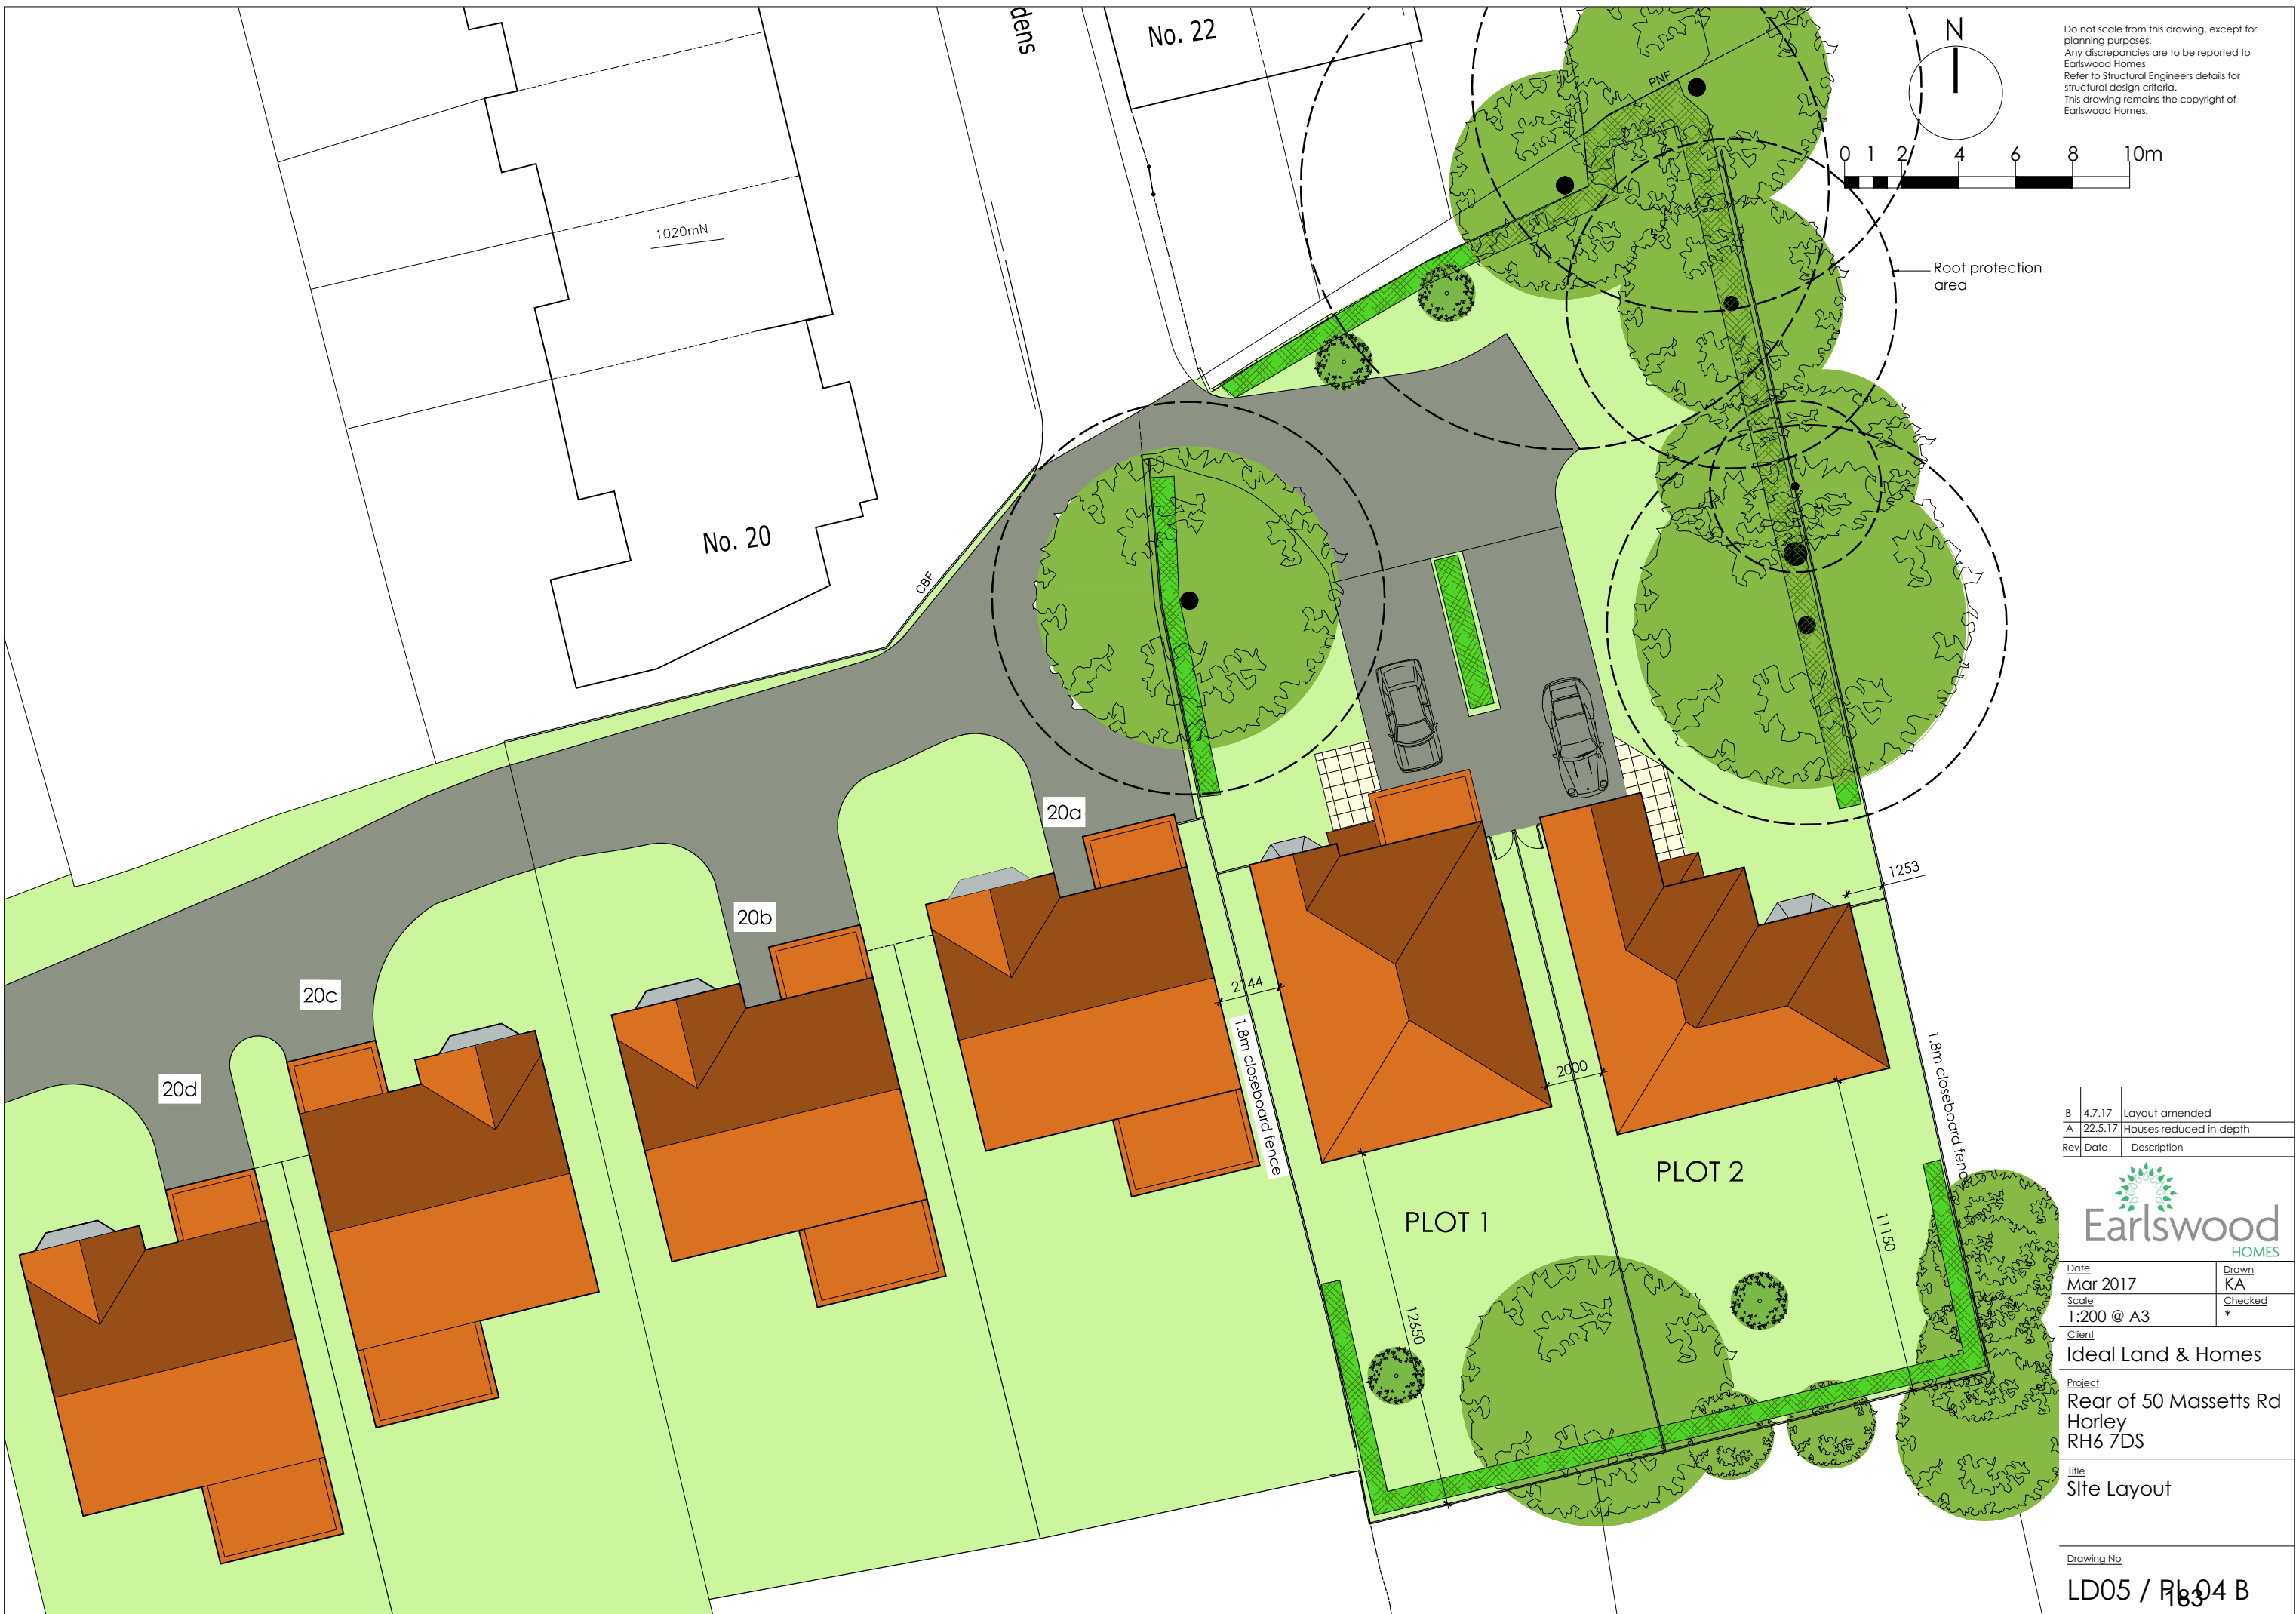 dens
No. 22
PNF
N
Do not scale from this drawing, except for
planning purposes.
Any discrepancies are to be reported to
Earlswood Homes
Refer to Structural Engineers details for
structural design criteria.
This drawing remains the copyright of
Earlswood Homes.
0 1 2 4 6 8 10m
1020mN
Root protection
area
No. 20
CBF
20a
20b
20c
20d
1253
2144
1.8m closeboard fence
2000
1.8m closeboard fenc
PLOT 2
PLOT 1
11150
12650
B 4.7.17 Layout amended
A 22.5.17 Houses reduced in depth
Rev Date Description
Earlswood
HOMES
Date
Mar 2017
Drawn
KA
Scale
1:200 @ A3
Checked
*
Client
Ideal Land & Homes
Project
Rear of 50 Massetts Rd
Horley
RH6 7DS
Title
SIte Layout
Drawing No
LD05 / PL 04 B
183